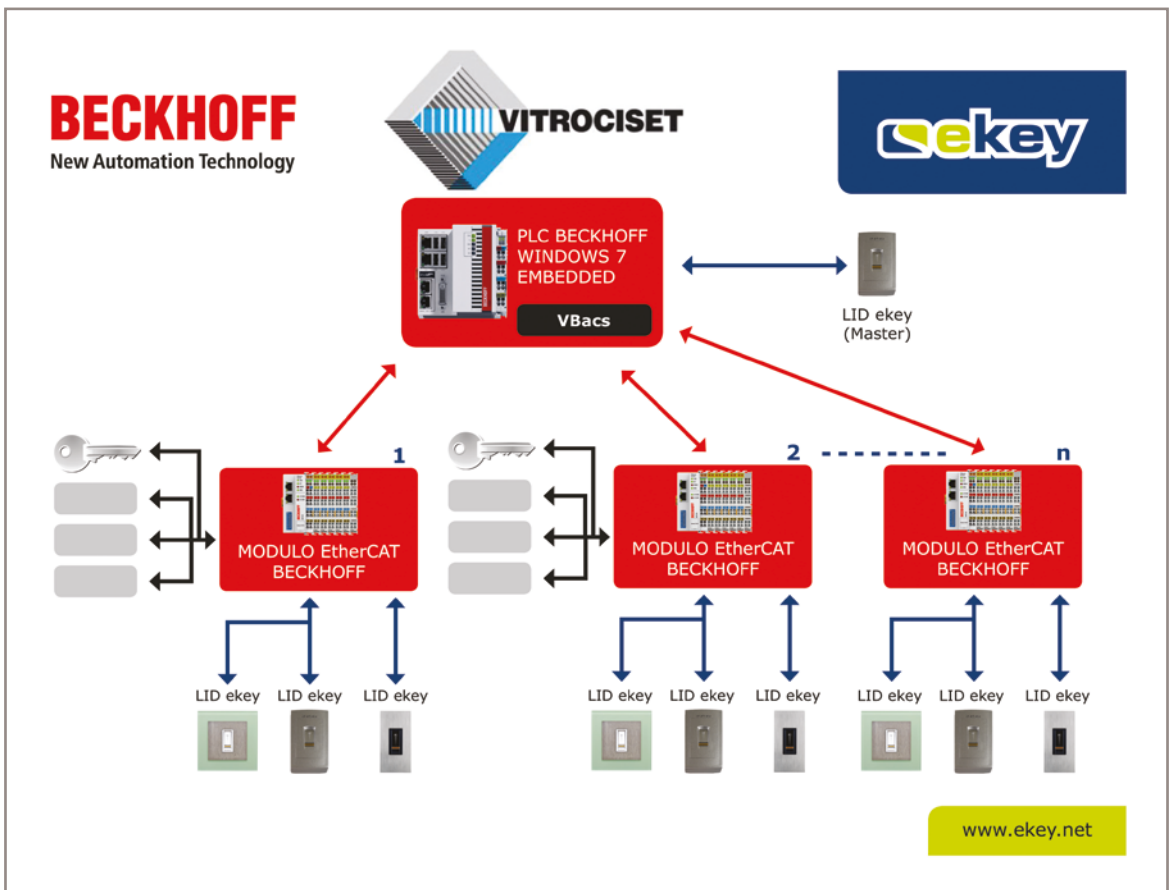 BECKHOFF
New Automation Technology
VITROCISET
ekey
PLC BECKHOFF
WINDOWS 7
EMBEDDED
VBacs
LID ekey
(Master)
1
2
n
MODULO EtherCAT
BECKHOFF
MODULO EtherCAT
BECKHOFF
MODULO EtherCAT
BECKHOFF
LID ekey
LID ekey
LID ekey
LID ekey
LID ekey
LID ekey
LID ekey
LID ekey
LID ekey
www.ekey.net